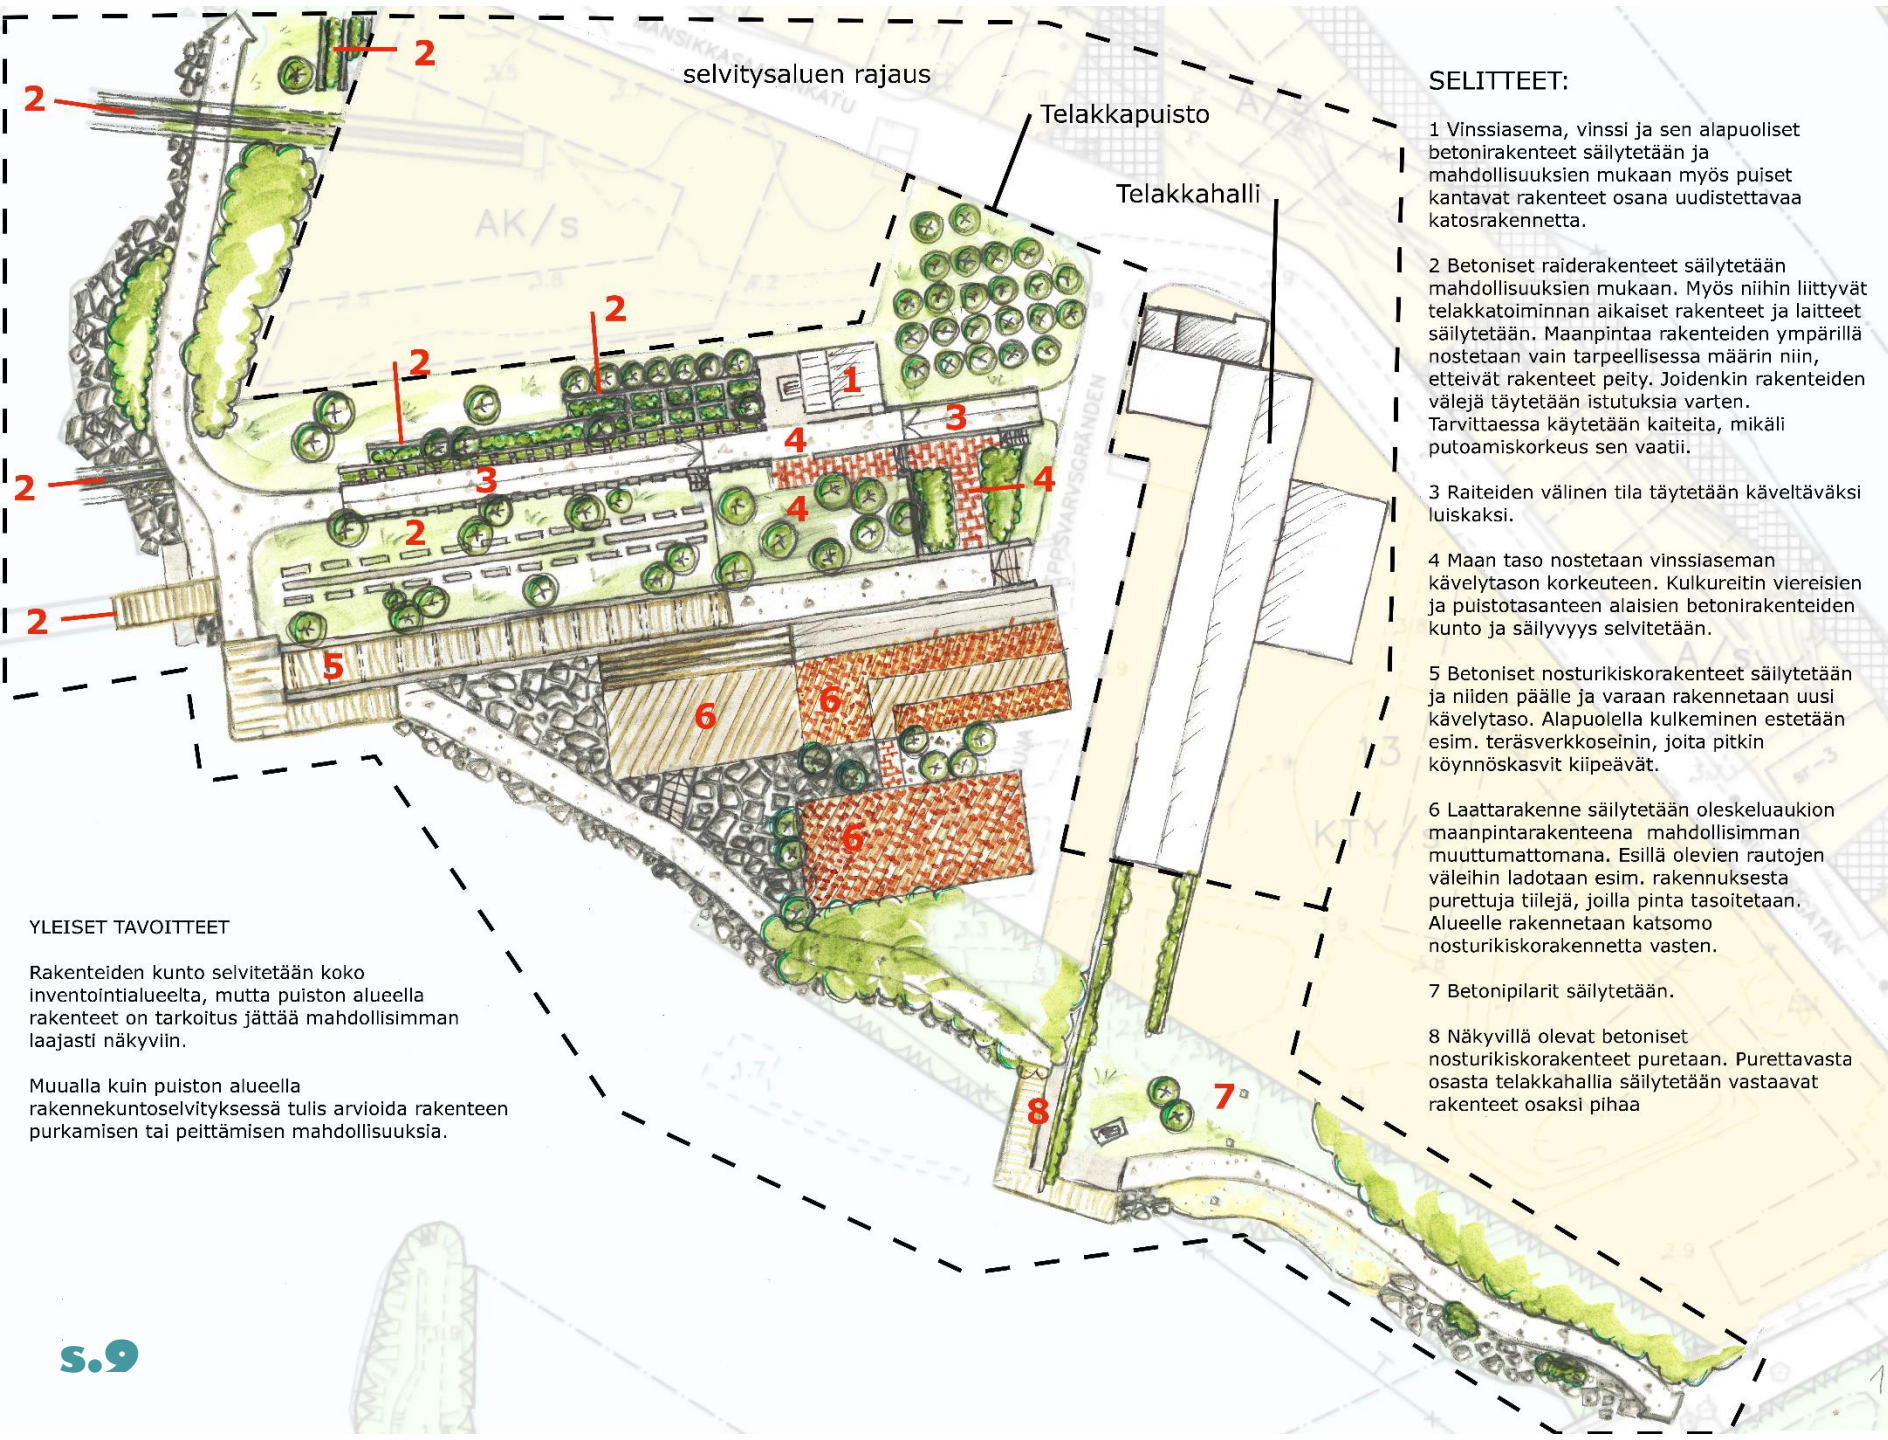 MANSIKKASAARENKATU
selvitysaluen rajaus
Telakkapuisto
Telakkahalli
2
2
AK/s
A/s
2
2
1
3
4
3
2
4
4
2
2
5
6
6
6
13
KTY/s
sr-3
8
7
SELITTEET:
1 Vinssiasema, vinssi ja sen alapuoliset
betonirakenteet säilytetään ja
mahdollisuuksien mukaan myös puiset
kantavat rakenteet osana uudistettavaa
katosrakennetta.
2 Betoniset raiderakenteet säilytetään
mahdollisuuksien mukaan. Myös niihin liittyvät
telakkatoiminnan aikaiset rakenteet ja laitteet
säilytetään. Maanpintaa rakenteiden ympärillä
nostetaan vain tarpeellisessa määrin niin,
etteivät rakenteet peity. Joidenkin rakenteiden
välejä täytetään istutuksia varten.
Tarvittaessa käytetään kaiteita, mikäli
putoamiskorkeus sen vaatii.
3 Raiteiden välinen tila täytetään käveltäväksi
luiskaksi.
4 Maan taso nostetaan vinssiaseman
kävelytason korkeuteen. Kulkureitin viereisien
ja puistotasanteen alaisien betonirakenteiden
kunto ja säilyvyys selvitetään.
5 Betoniset nosturikiskorakenteet säilytetään
ja niiden päälle ja varaan rakennetaan uusi
kävelytaso. Alapuolella kulkeminen estetään
esim. teräsverkkoseinin, joita pitkin
köynnöskasvit kiipeävät.
6 Laattarakenne säilytetään oleskeluaukion
maanpintarakenteena mahdollisimman
muuttumattomana. Esillä olevien rautojen
väleihin ladotaan esim. rakennuksesta
purettuja tiilejä, joilla pinta tasoitetaan.
Alueelle rakennetaan katsomo
nosturikiskorakennetta vasten.
7 Betonipilarit säilytetään.
8 Näkyvillä olevat betoniset
nosturikiskorakenteet puretaan. Purettavasta
osasta telakkahallia säilytetään vastaavat
rakenteet osaksi pihaa
YLEISET TAVOITTEET
Rakenteiden kunto selvitetään koko
inventointialueelta, mutta puiston alueella
rakenteet on tarkoitus jättää mahdollisimman
laajasti näkyviin.
Muualla kuin puiston alueella
rakennekuntoselvityksessä tulis arvioida rakenteen
purkamisen tai peittämisen mahdollisuuksia.
s.9